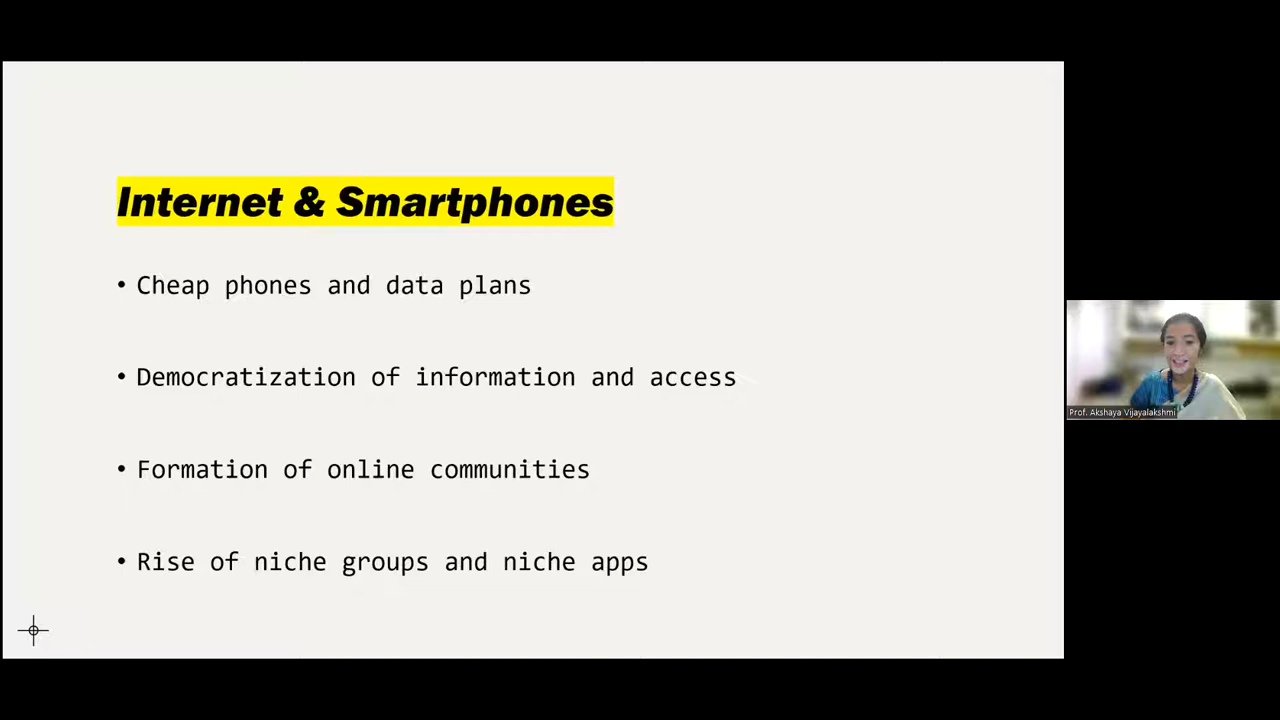 Internet & Smartphones
• Cheap phones and data plans
• Democratization of information and access
• Formation of online communities
• Rise of niche groups and niche apps
Prof. Akshaya Vijayalakshmi